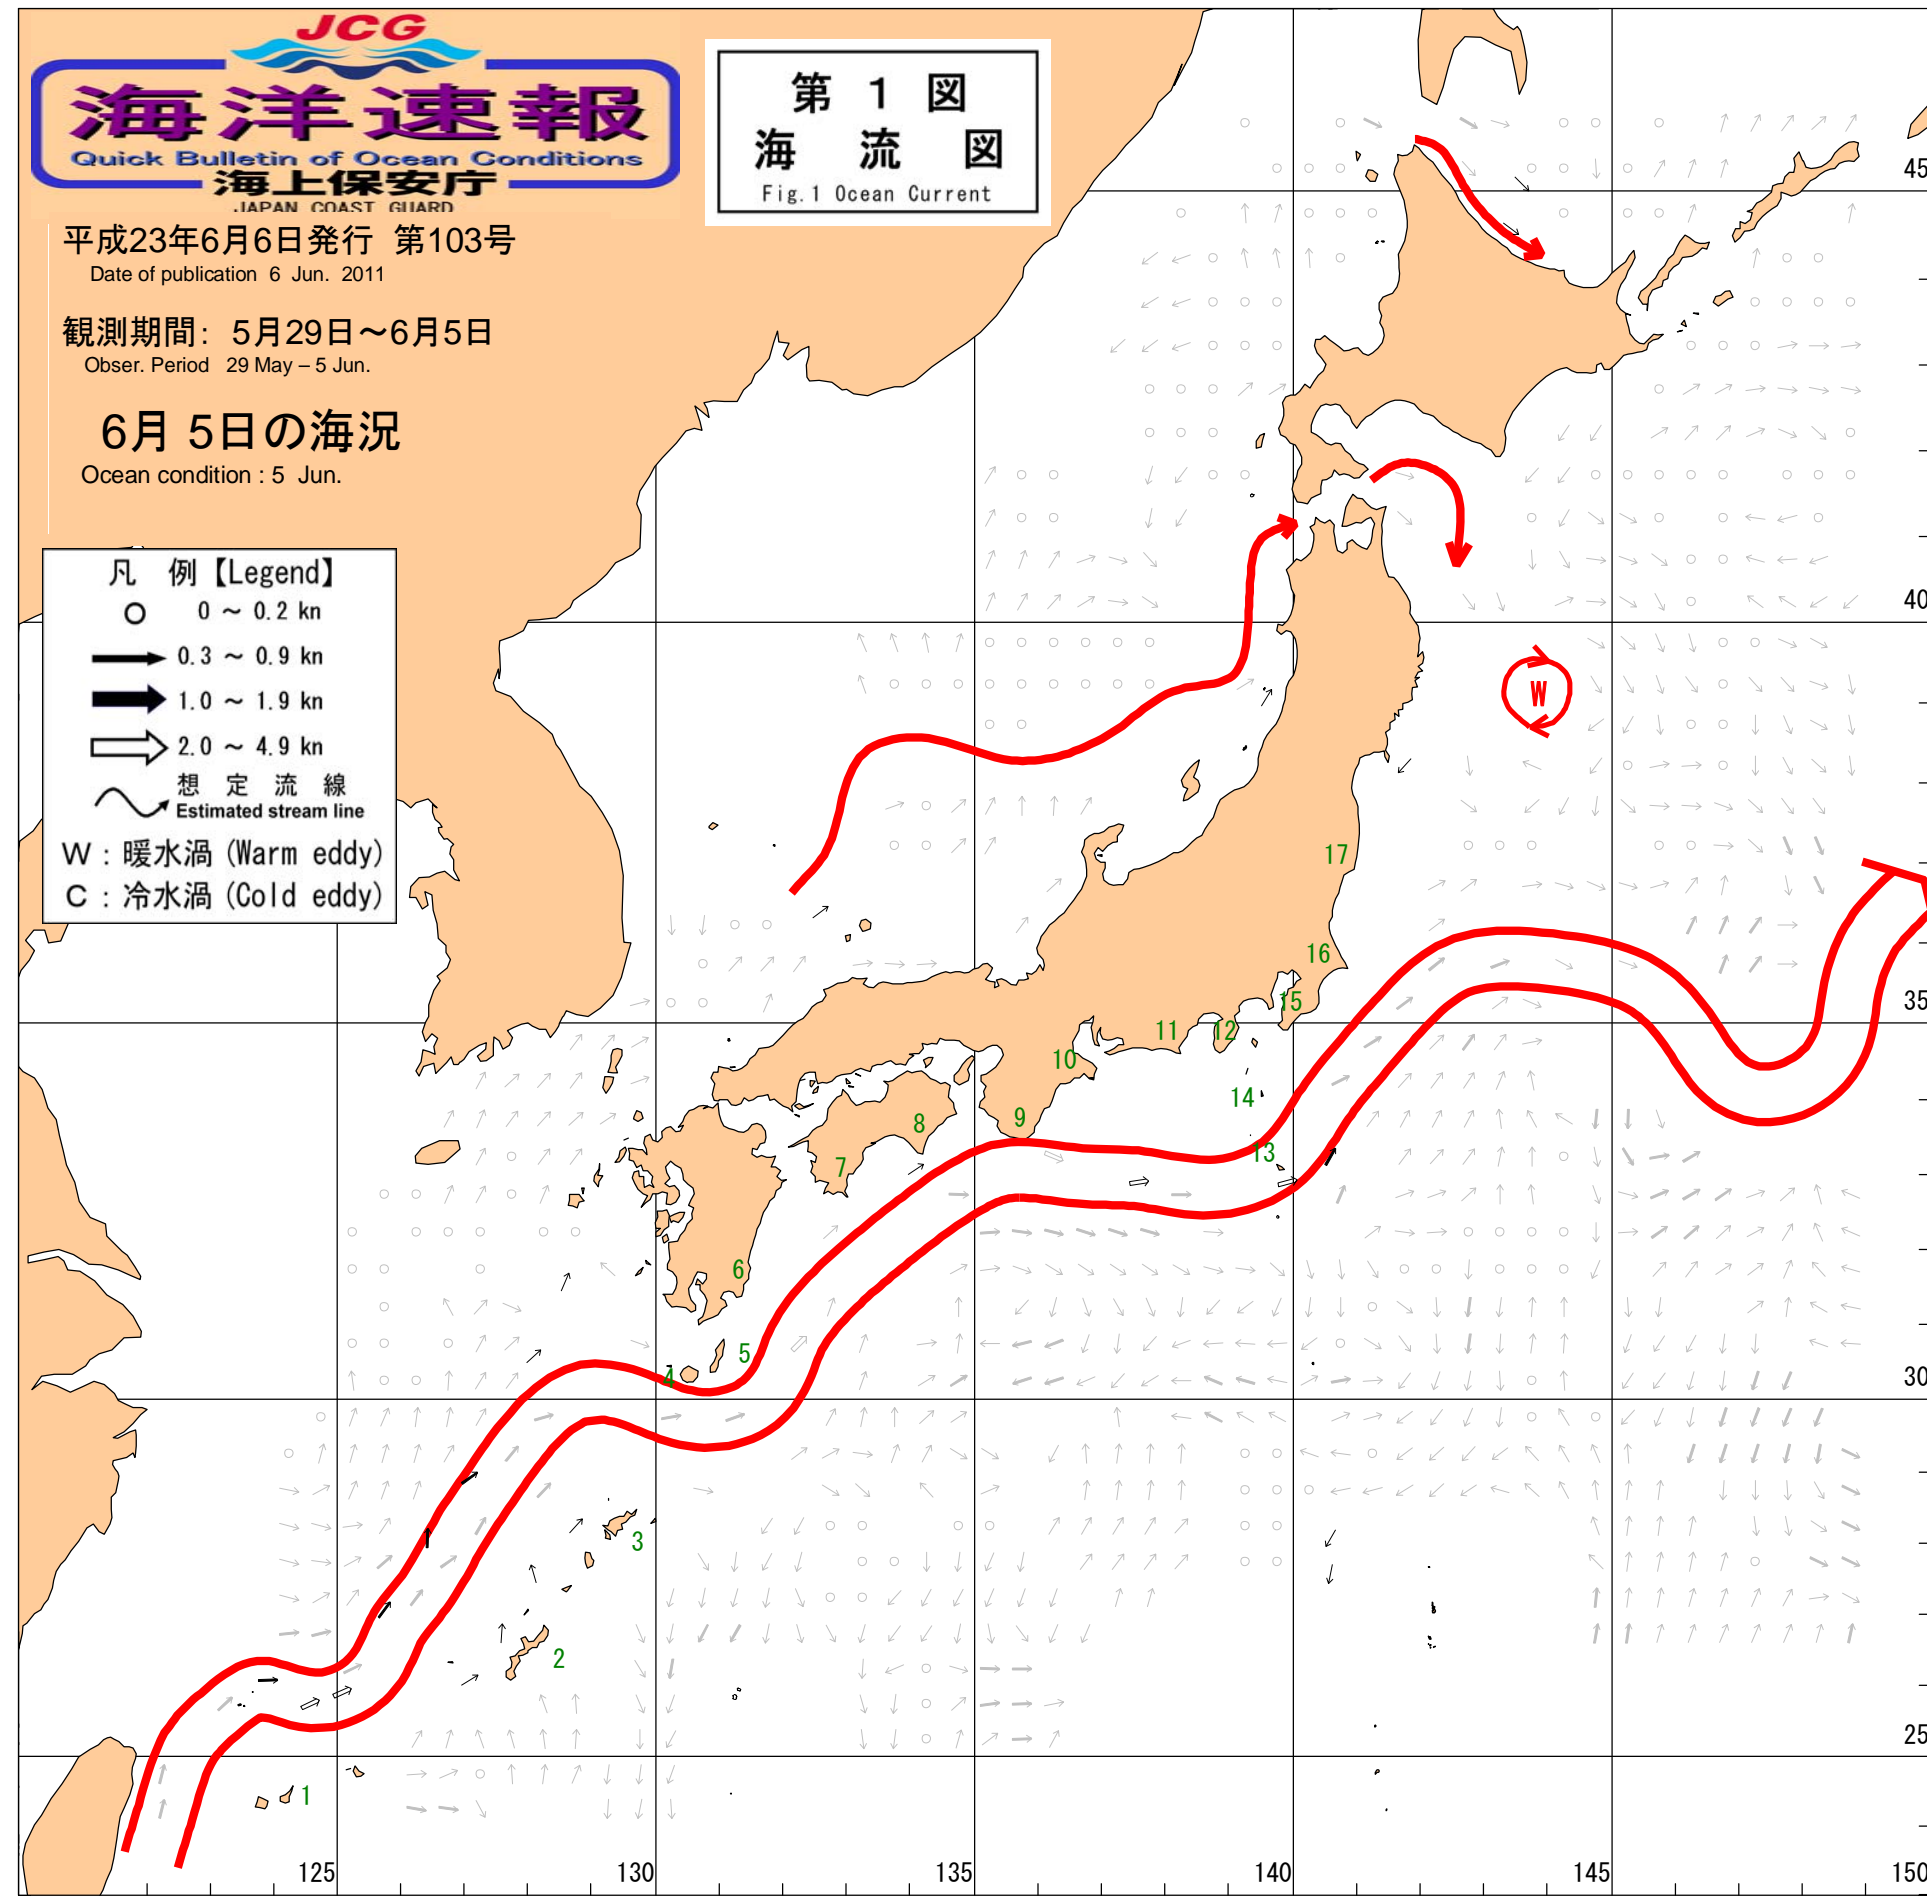 JCG
海洋速報
Quick Bulletin of Ocean Conditions
海上保安庁
JAPAN COAST GUARD
第 1 図
海 流 図
Fig.1 Ocean Current
平成23年6月6日発行 第103号
Date of publication 6 Jun. 2011
観測期間: 5月29日～6月5日
Obser. Period 29 May – 5 Jun.
6月 5日の海況
Ocean condition : 5 Jun.
凡 例【Legend】
0 ～ 0.2 kn
0.3 ～ 0.9 kn
1.0 ～ 1.9 kn
2.0 ～ 4.9 kn
想 定 流 線
Estimated stream line
W : 暖水渦 (Warm eddy)
C : 冷水渦 (Cold eddy)
45
40
W
17
16
35
15
11
12
10
14
9
8
13
7
6
5
4
30
3
2
25
1
125
130
135
140
145
150